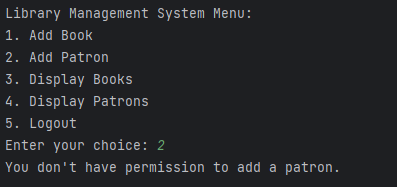 Library Management System Menu:
1. Add Book
2. Add Patron
3. Display Books
4. Display Patrons
5. Logout
Enter your choice: 2
You don't have permission to add a patron.